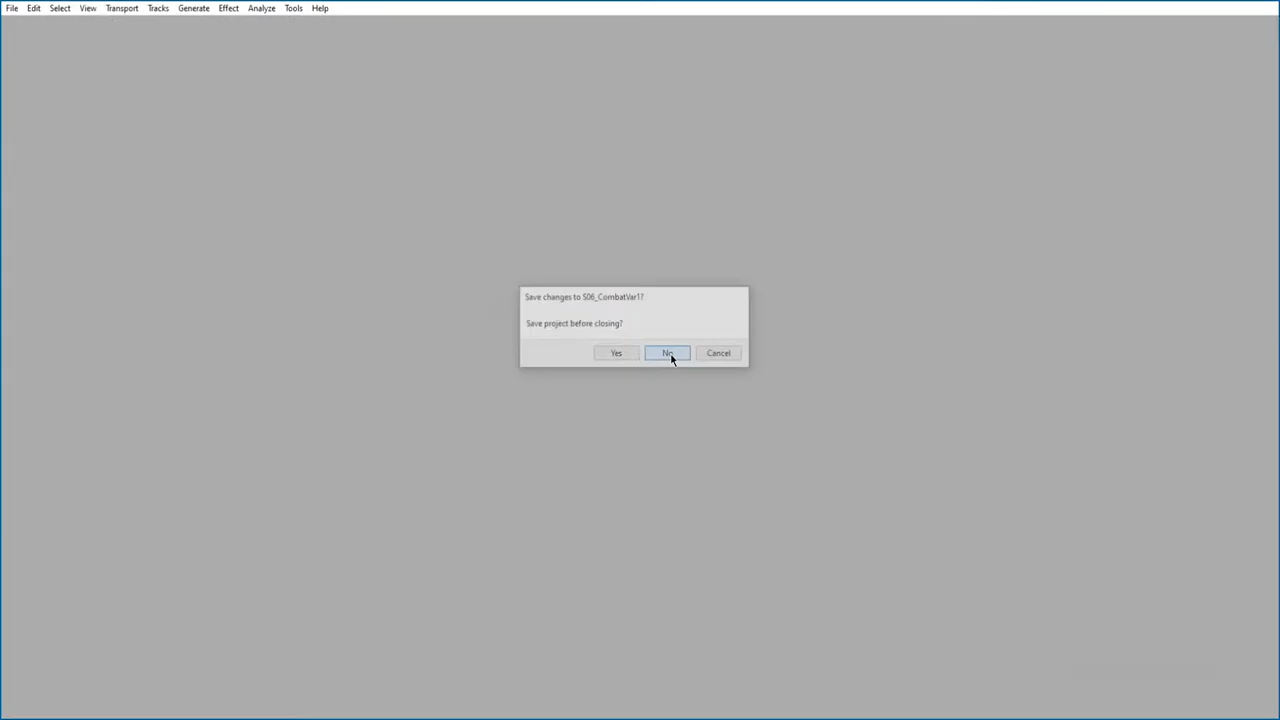 File Edit Select View Transport Tracks Generate Effect Analyze Tools Help
Save changes to S06_CombatVar1?
Save project before closing?
Yes No Cancel